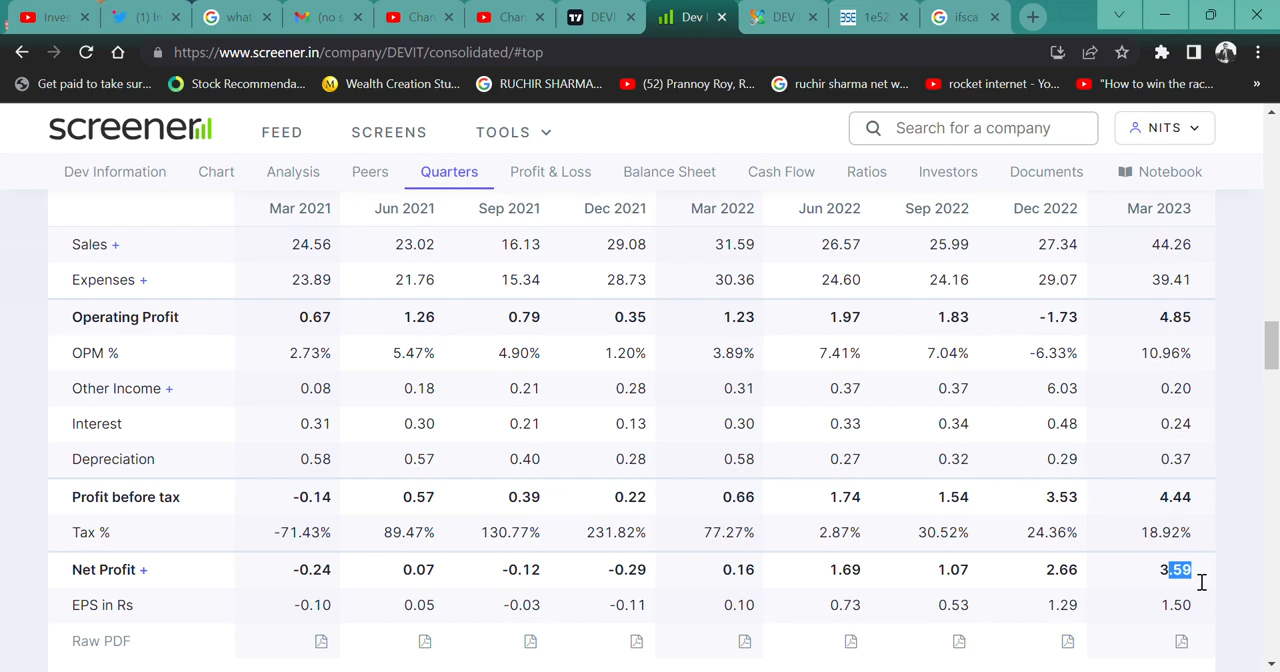 Inves
(1) In
what
(no s
Chan
Chan
DEVI
Dev I
DEV I
BSE 1e52
ifsca
https://www.screener.in/company/DEVIT/consolidated/#top
Get paid to take sur... Stock Recommenda... Wealth Creation Stu... RUCHIR SHARMA... (52) Prannoy Roy, R... ruchir sharma net w... rocket internet - Yo... "How to win the rac... »
screener FEED SCREENS TOOLS Search for a company NITS
Dev Information Chart Analysis Peers Quarters Profit & Loss Balance Sheet Cash Flow Ratios Investors Documents Notebook
Mar 2021 Jun 2021 Sep 2021 Dec 2021 Mar 2022 Jun 2022 Sep 2022 Dec 2022 Mar 2023
Sales + 24.56 23.02 16.13 29.08 31.59 26.57 25.99 27.34 44.26
Expenses + 23.89 21.76 15.34 28.73 30.36 24.60 24.16 29.07 39.41
Operating Profit 0.67 1.26 0.79 0.35 1.23 1.97 1.83 -1.73 4.85
OPM % 2.73% 5.47% 4.90% 1.20% 3.89% 7.41% 7.04% -6.33% 10.96%
Other Income + 0.08 0.18 0.21 0.28 0.31 0.37 0.37 6.03 0.20
Interest 0.31 0.30 0.21 0.13 0.30 0.33 0.34 0.48 0.24
Depreciation 0.58 0.57 0.40 0.28 0.58 0.27 0.32 0.29 0.37
Profit before tax -0.14 0.57 0.39 0.22 0.66 1.74 1.54 3.53 4.44
Tax % -71.43% 89.47% 130.77% 231.82% 77.27% 2.87% 30.52% 24.36% 18.92%
Net Profit + -0.24 0.07 -0.12 -0.29 0.16 1.69 1.07 2.66 3.59
EPS in Rs -0.10 0.05 -0.03 -0.11 0.10 0.73 0.53 1.29 1.50
Raw PDF